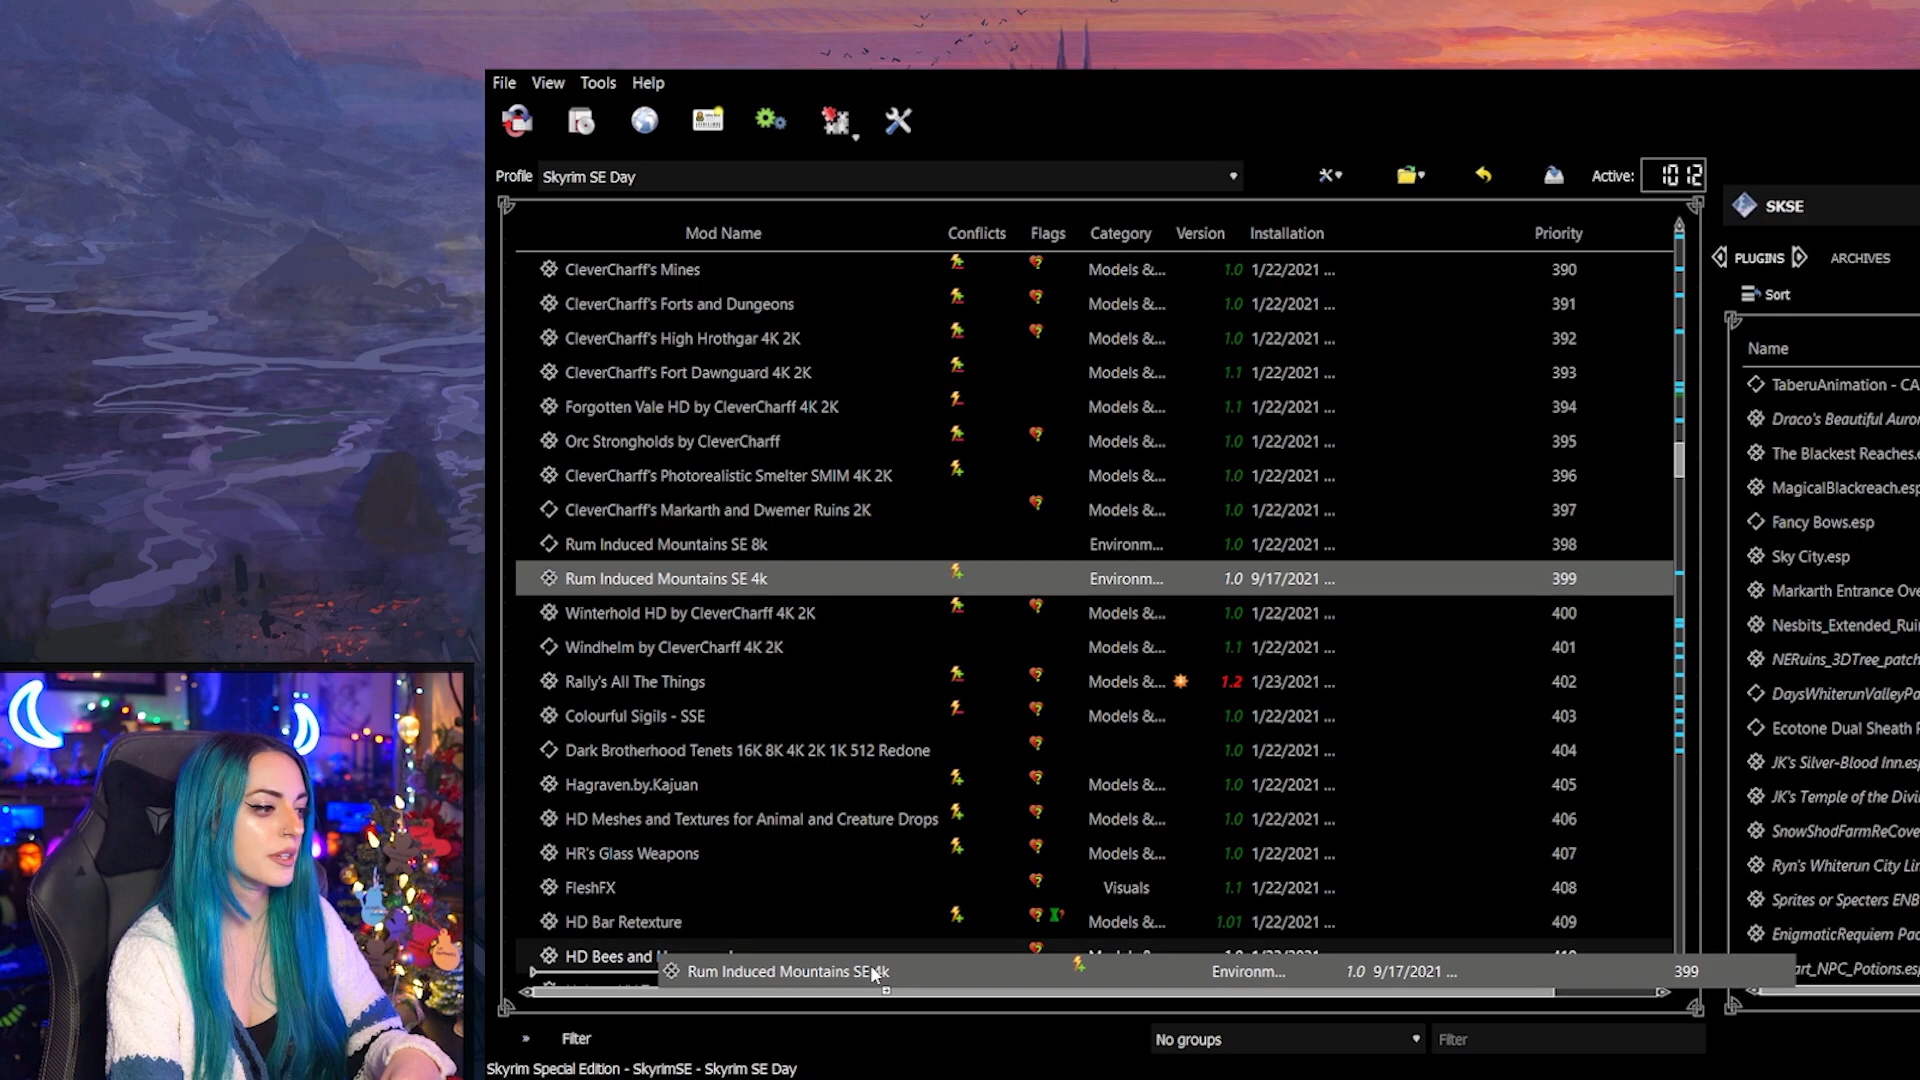 File View Tools Help
Profile Skyrim SE Day Active: 1012
Mod Name Conflicts Flags Category Version Installation Priority
CleverCharff's Mines Models &... 1.0 1/22/2021 ... 390
CleverCharff's Forts and Dungeons Models &... 1.0 1/22/2021 ... 391
CleverCharff's High Hrothgar 4K 2K Models &... 1.0 1/22/2021 ... 392
CleverCharff's Fort Dawnguard 4K 2K Models &... 1.1 1/22/2021 ... 393
Forgotten Vale HD by CleverCharff 4K 2K Models &... 1.1 1/22/2021 ... 394
Orc Strongholds by CleverCharff Models &... 1.0 1/22/2021 ... 395
CleverCharff's Photorealistic Smelter SMIM 4K 2K Models &... 1.0 1/22/2021 ... 396
CleverCharff's Markarth and Dwemer Ruins 2K Models &... 1.0 1/22/2021 ... 397
Rum Induced Mountains SE 8k Environm... 1.0 1/22/2021 ... 398
Rum Induced Mountains SE 4k Environm... 1.0 9/17/2021 ... 399
Winterhold HD by CleverCharff 4K 2K Models &... 1.0 1/22/2021 ... 400
Windhelm by CleverCharff 4K 2K Models &... 1.1 1/22/2021 ... 401
Rally's All The Things Models &... 1.2 1/23/2021 ... 402
Colourful Sigils - SSE Models &... 1.0 1/22/2021 ... 403
Dark Brotherhood Tenets 16K 8K 4K 2K 1K 512 Redone 1.0 1/22/2021 ... 404
Hagraven.by.Kajuan Models &... 1.0 1/22/2021 ... 405
HD Meshes and Textures for Animal and Creature Drops Models &... 1.0 1/22/2021 ... 406
HR's Glass Weapons Models &... 1.0 1/22/2021 ... 407
FleshFX Visuals 1.1 1/22/2021 ... 408
HD Bar Retexture Models &... 1.01 1/22/2021 ... 409
HD Bees and
Rum Induced Mountains SE 4k Environm... 1.0 9/17/2021 ... 399
» Filter No groups Filter
Skyrim Special Edition - SkyrimSE - Skyrim SE Day
SKSE
PLUGINS ARCHIVES
Sort
Name
TaberuAnimation - CA
Draco's Beautiful Auror
The Blackest Reaches.e
MagicalBlackreach.esp
Fancy Bows.esp
Sky City.esp
Markarth Entrance Ove
Nesbits_Extended_Ruin
NERuins_3DTree_patch
DaysWhiterunValleyPa
Ecotone Dual Sheath
JK's Silver-Blood Inn.es
JK's Temple of the Divi
SnowShodFarmReCove
Ryn's Whiterun City Lin
Sprites or Specters ENB
EnigmaticRequiem Pac
art_NPC_Potions.es